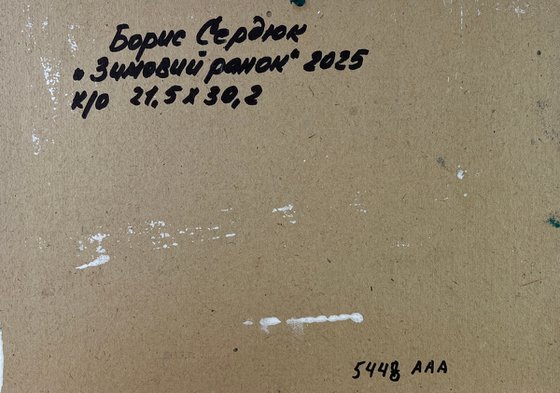 Борис Сердюк
"Зимовий ранок" 2025
к/о 21,5 х 30,2
5448 ААА